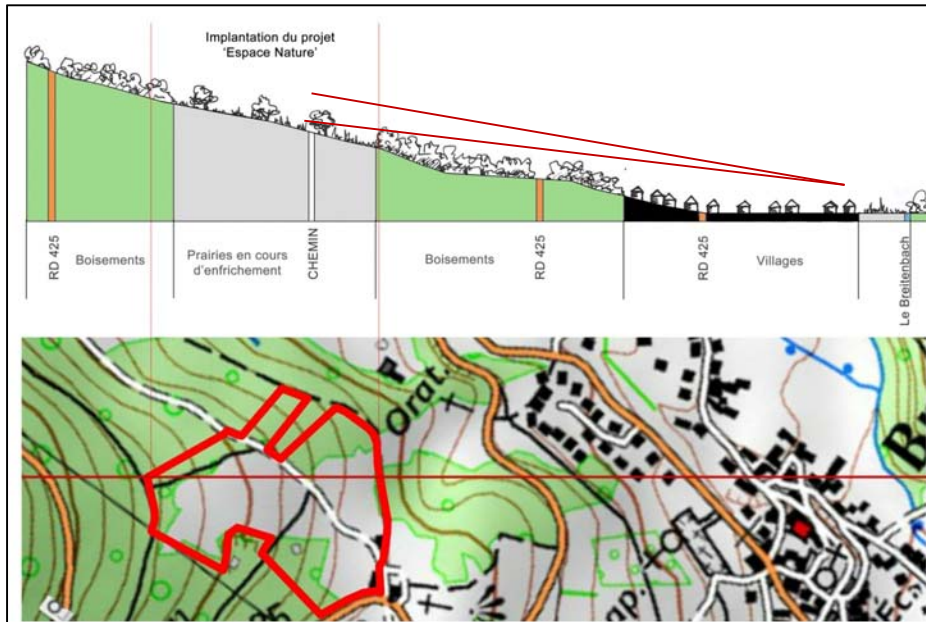 Implantation du projet
‘Espace Nature’
RD 425
Boisements
Prairies en cours
d’enfrichement
CHEMIN
Boisements
RD 425
RD 425
Villages
Le Breitenbach
Orat.
B